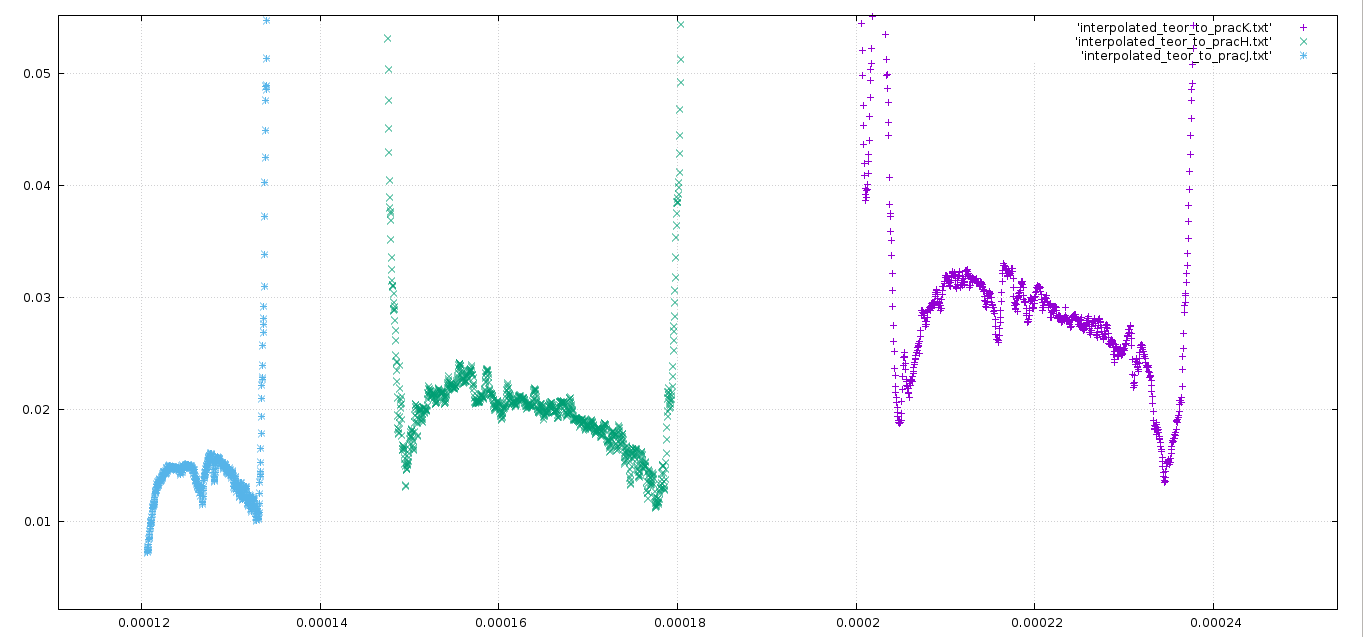 'interpolated_teor_to_pracK.txt'
'interpolated_teor_to_pracH.txt'
'interpolated_teor_to_pracJ.txt'
0.05
0.04
0.03
0.02
0.01
0.00012 0.00014 0.00016 0.00018 0.0002 0.00022 0.00024